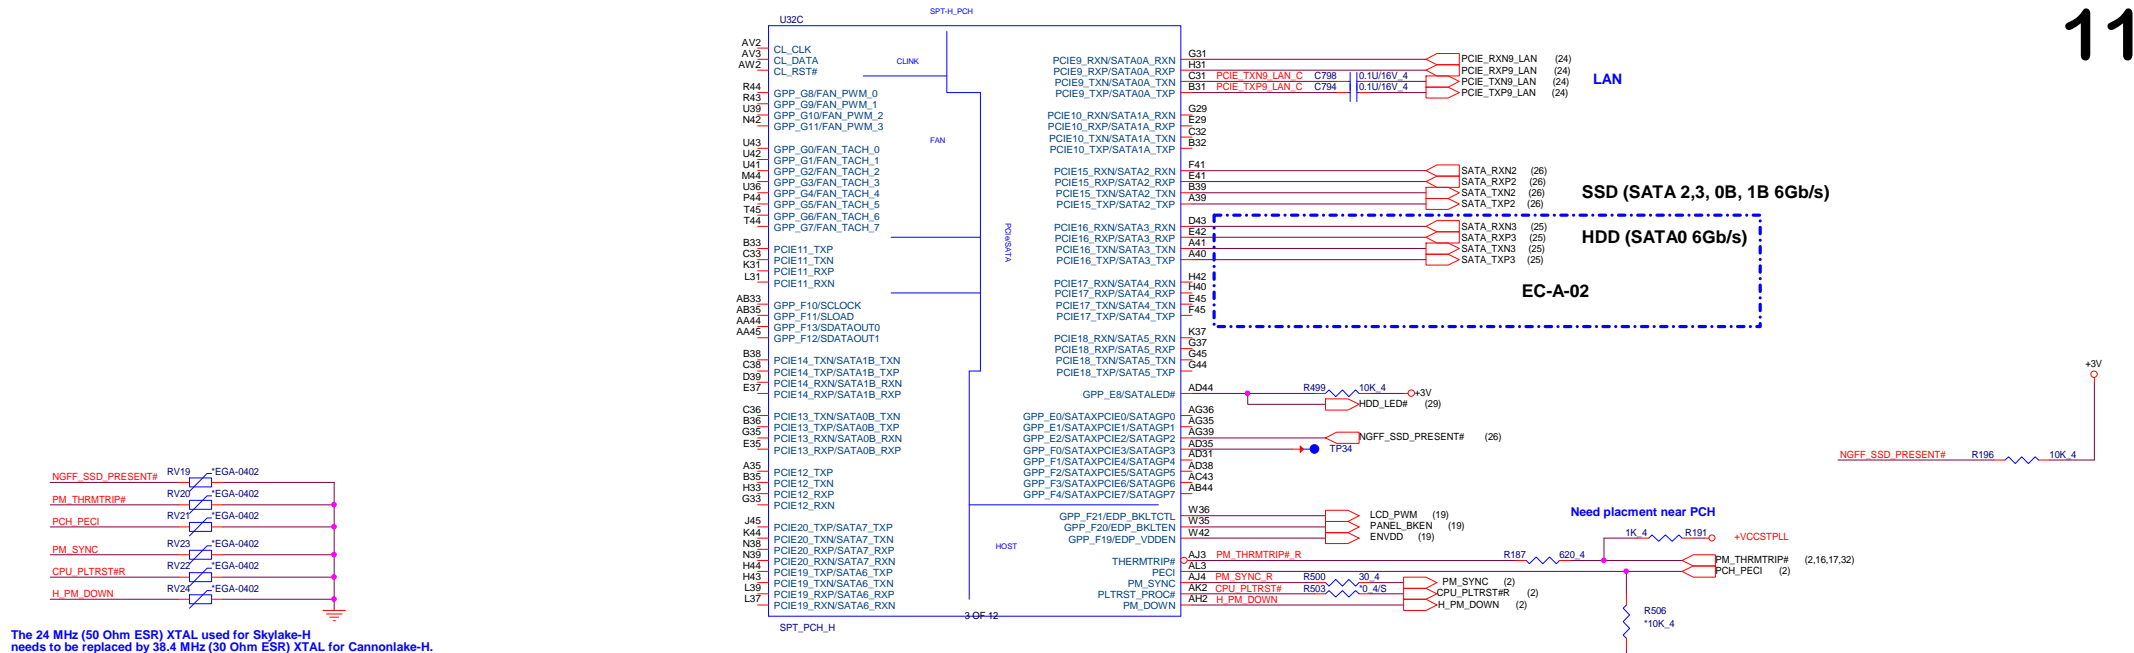 11
SPT-H_PCH
U32C
AV2 CL_CLK
AV3 CL_DATA
AW2 CL_RST#
CLINK
R44 GPP_G8/FAN_PWM_0
R43 GPP_G9/FAN_PWM_1
U39 GPP_G10/FAN_PWM_2
N42 GPP_G11/FAN_PWM_3
FAN
U43 GPP_G0/FAN_TACH_0
U42 GPP_G1/FAN_TACH_1
U41 GPP_G2/FAN_TACH_2
M44 GPP_G3/FAN_TACH_3
U36 GPP_G4/FAN_TACH_4
P44 GPP_G5/FAN_TACH_5
T45 GPP_G6/FAN_TACH_6
T44 GPP_G7/FAN_TACH_7
B33 PCIE11_TXP
C33 PCIE11_TXN
K31 PCIE11_RXP
L31 PCIE11_RXN
AB33 GPP_F10/SCLOCK
AB35 GPP_F11/SLOAD
AA44 GPP_F13/SDATAOUT0
AA45 GPP_F12/SDATAOUT1
B38 PCIE14_TXN/SATA1B_TXN
C38 PCIE14_TXP/SATA1B_TXP
D39 PCIE14_RXN/SATA1B_RXN
E37 PCIE14_RXP/SATA1B_RXP
C36 PCIE13_TXN/SATA0B_TXN
B36 PCIE13_TXP/SATA0B_TXP
G35 PCIE13_RXN/SATA0B_RXN
E35 PCIE13_RXP/SATA0B_RXP
A35 PCIE12_TXP
B35 PCIE12_TXN
H33 PCIE12_RXP
G33 PCIE12_RXN
J45 PCIE20_TXP/SATA7_TXP
K44 PCIE20_TXN/SATA7_TXN
N38 PCIE20_RXP/SATA7_RXP
N39 PCIE20_RXN/SATA7_RXN
H44 PCIE19_TXP/SATA6_TXP
H43 PCIE19_TXN/SATA6_TXN
L39 PCIE19_RXP/SATA6_RXP
L37 PCIE19_RXN/SATA6_RXN
PCIe/SATA
HOST
3 OF 12
SPT_PCH_H
PCIE9_RXN/SATA0A_RXN G31 PCIE_RXN9_LAN (24)
PCIE9_RXP/SATA0A_RXP H31 PCIE_RXP9_LAN (24)
PCIE9_TXN/SATA0A_TXN C31 PCIE_TXN9_LAN_C C798 0.1U/16V_4 PCIE_TXN9_LAN (24)
PCIE9_TXP/SATA0A_TXP B31 PCIE_TXP9_LAN_C C794 0.1U/16V_4 PCIE_TXP9_LAN (24)
LAN
PCIE10_RXN/SATA1A_RXN G29
PCIE10_RXP/SATA1A_RXP E29
PCIE10_TXN/SATA1A_TXN C32
PCIE10_TXP/SATA1A_TXP B32
PCIE15_RXN/SATA2_RXN F41 SATA_RXN2 (26)
PCIE15_RXP/SATA2_RXP E41 SATA_RXP2 (26)
PCIE15_TXN/SATA2_TXN B39 SATA_TXN2 (26)
PCIE15_TXP/SATA2_TXP A39 SATA_TXP2 (26)
SSD (SATA 2,3, 0B, 1B 6Gb/s)
PCIE16_RXN/SATA3_RXN D43 SATA_RXN3 (25)
PCIE16_RXP/SATA3_RXP E42 SATA_RXP3 (25)
PCIE16_TXN/SATA3_TXN A41 SATA_TXN3 (25)
PCIE16_TXP/SATA3_TXP A40 SATA_TXP3 (25)
HDD (SATA0 6Gb/s)
PCIE17_RXN/SATA4_RXN H42
PCIE17_RXP/SATA4_RXP H40
PCIE17_TXN/SATA4_TXN E45
PCIE17_TXP/SATA4_TXP F45
EC-A-02
PCIE18_RXN/SATA5_RXN K37
PCIE18_RXP/SATA5_RXP G37
PCIE18_TXN/SATA5_TXN G45
PCIE18_TXP/SATA5_TXP G44
GPP_E8/SATALED# AD44 R499 10K_4 +3V
HDD_LED# (29)
GPP_E0/SATAXPCIE0/SATAGP0 AG36
GPP_E1/SATAXPCIE1/SATAGP1 AG35
GPP_E2/SATAXPCIE2/SATAGP2 AG39 NGFF_SSD_PRESENT# (26)
GPP_F0/SATAXPCIE3/SATAGP3 AD35 TP34
GPP_F1/SATAXPCIE4/SATAGP4 AD31
GPP_F2/SATAXPCIE5/SATAGP5 AD38
GPP_F3/SATAXPCIE6/SATAGP6 AC43
GPP_F4/SATAXPCIE7/SATAGP7 AB44
GPP_F21/EDP_BKLTCTL W36 LCD_PWM (19)
GPP_F20/EDP_BKLTEN W35 PANEL_BKEN (19)
GPP_F19/EDP_VDDEN W42 ENVDD (19)
THERMTRIP# AJ3 PM_THRMTRIP#_R R187 620_4 PM_THRMTRIP# (2,16,17,32)
PECI AL3 PCH_PECI (2)
PM_SYNC AJ4 PM_SYNC_R R500 30_4 PM_SYNC (2)
PLTRST_PROC# AK2 CPU_PLTRST# R503 *0_4/S CPU_PLTRST#R (2)
PM_DOWN AH2 H_PM_DOWN H_PM_DOWN (2)
Need placment near PCH
1K_4 R191 +VCCSTPLL
R506
*10K_4
+3V
NGFF_SSD_PRESENT# R196 10K_4
NGFF_SSD_PRESENT# RV19 *EGA-0402
PM_THRMTRIP# RV20 *EGA-0402
PCH_PECI RV21 *EGA-0402
PM_SYNC RV23 *EGA-0402
CPU_PLTRST#R RV22 *EGA-0402
H_PM_DOWN RV24 *EGA-0402
The 24 MHz (50 Ohm ESR) XTAL used for Skylake-H
needs to be replaced by 38.4 MHz (30 Ohm ESR) XTAL for Cannonlake-H.